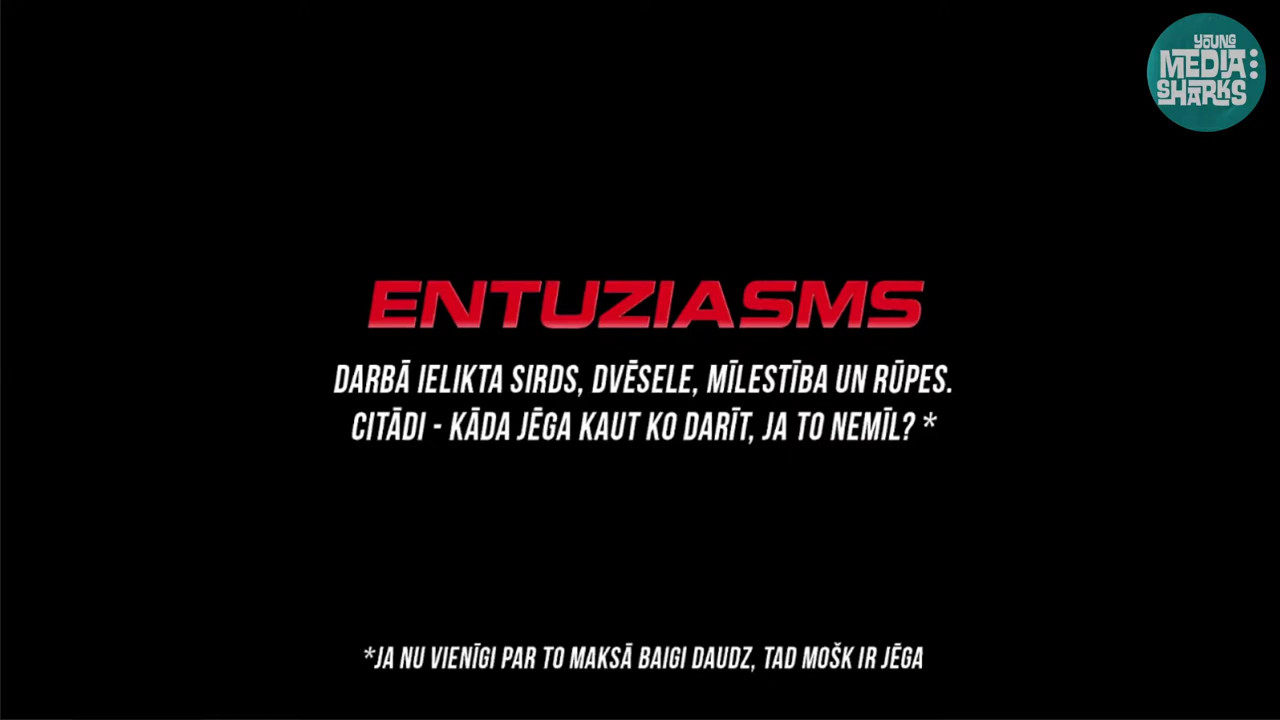 YOUNG
MEDIA:
SHARKS
ENTUZIASMS
DARBĀ IELIKTA SIRDS, DVĒSELE, MĪLESTĪBA UN RŪPES.
CITĀDI - KĀDA JĒGA KAUT KO DARĪT, JA TO NEMĪL? *
*JA NU VIENĪGI PAR TO MAKSĀ BAIGI DAUDZ, TAD MOŠK IR JĒGA